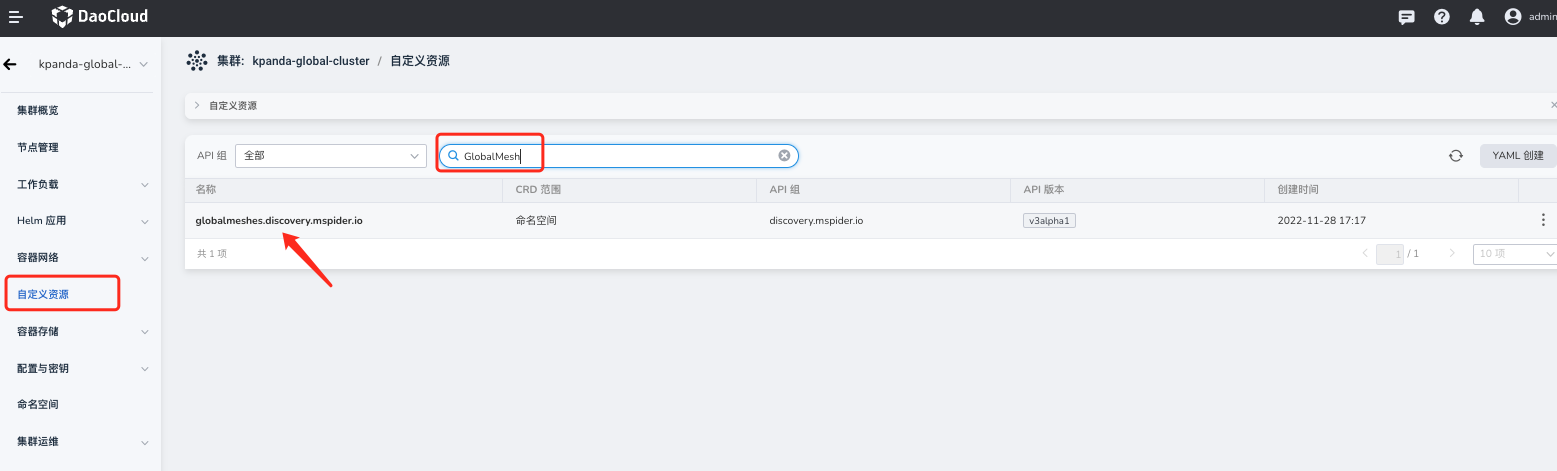 DaoCloud
admin
kpanda-global-...
集群: kpanda-global-cluster / 自定义资源
集群概览
节点管理
工作负载
Helm 应用
容器网络
自定义资源
容器存储
配置与密钥
命名空间
集群运维
自定义资源
API 组 全部 GlobalMesh YAML 创建
名称 CRD 范围 API 组 API 版本 创建时间
globalmeshes.discovery.mspider.io 命名空间 discovery.mspider.io v3alpha1 2022-11-28 17:17
共 1 项 1 / 1 10 项